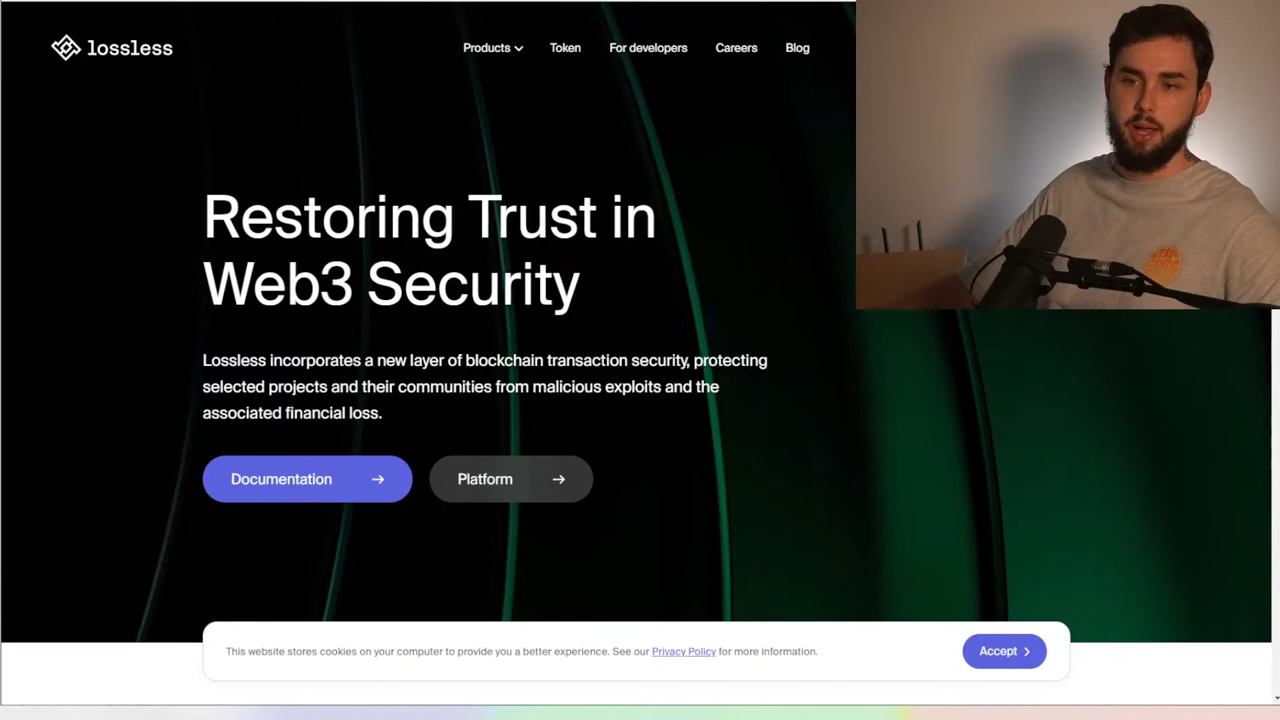 lossless
Products
Token
For developers
Careers
Blog
Restoring Trust in
Web3 Security
Lossless incorporates a new layer of blockchain transaction security, protecting
selected projects and their communities from malicious exploits and the
associated financial loss.
Documentation
Platform
This website stores cookies on your computer to provide you a better experience. See our Privacy Policy for more information.
Accept